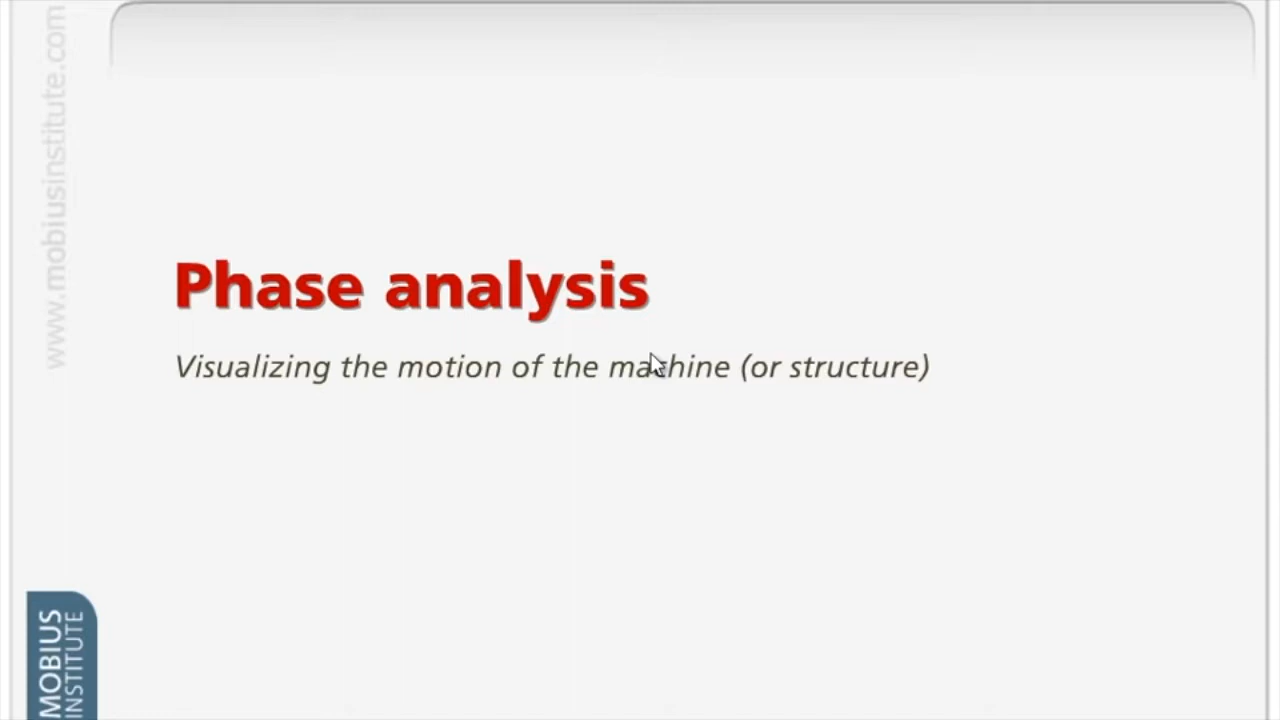 www.mobiusinstitute.com
Phase analysis
Visualizing the motion of the machine (or structure)
MOBIUS
INSTITUTE